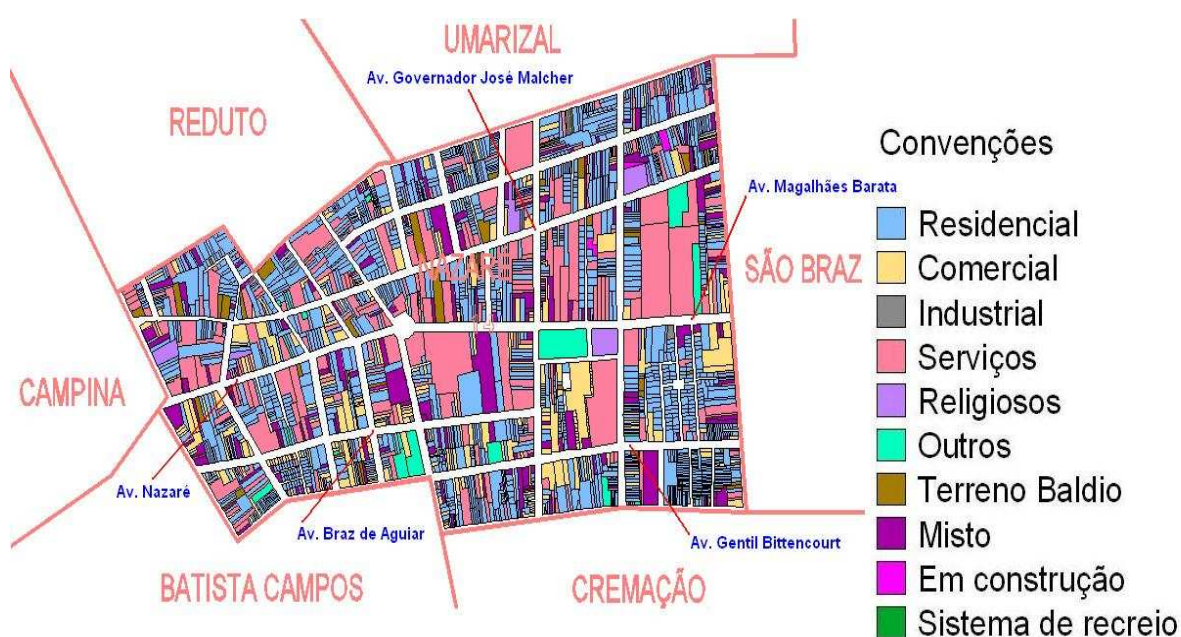 UMARIZAL
Av. Governador José Malcher
REDUTO
Convenções
Av. Magalhães Barata
Residencial
NAZARÉ
SÃO BRAZ
Comercial
Industrial
14
Serviços
CAMPINA
Religiosos
Outros
Terreno Baldio
Av. Nazaré
Av. Braz de Aguiar
Misto
Av. Gentil Bittencourt
BATISTA CAMPOS
CREMAÇÃO
Em construção
Sistema de recreio